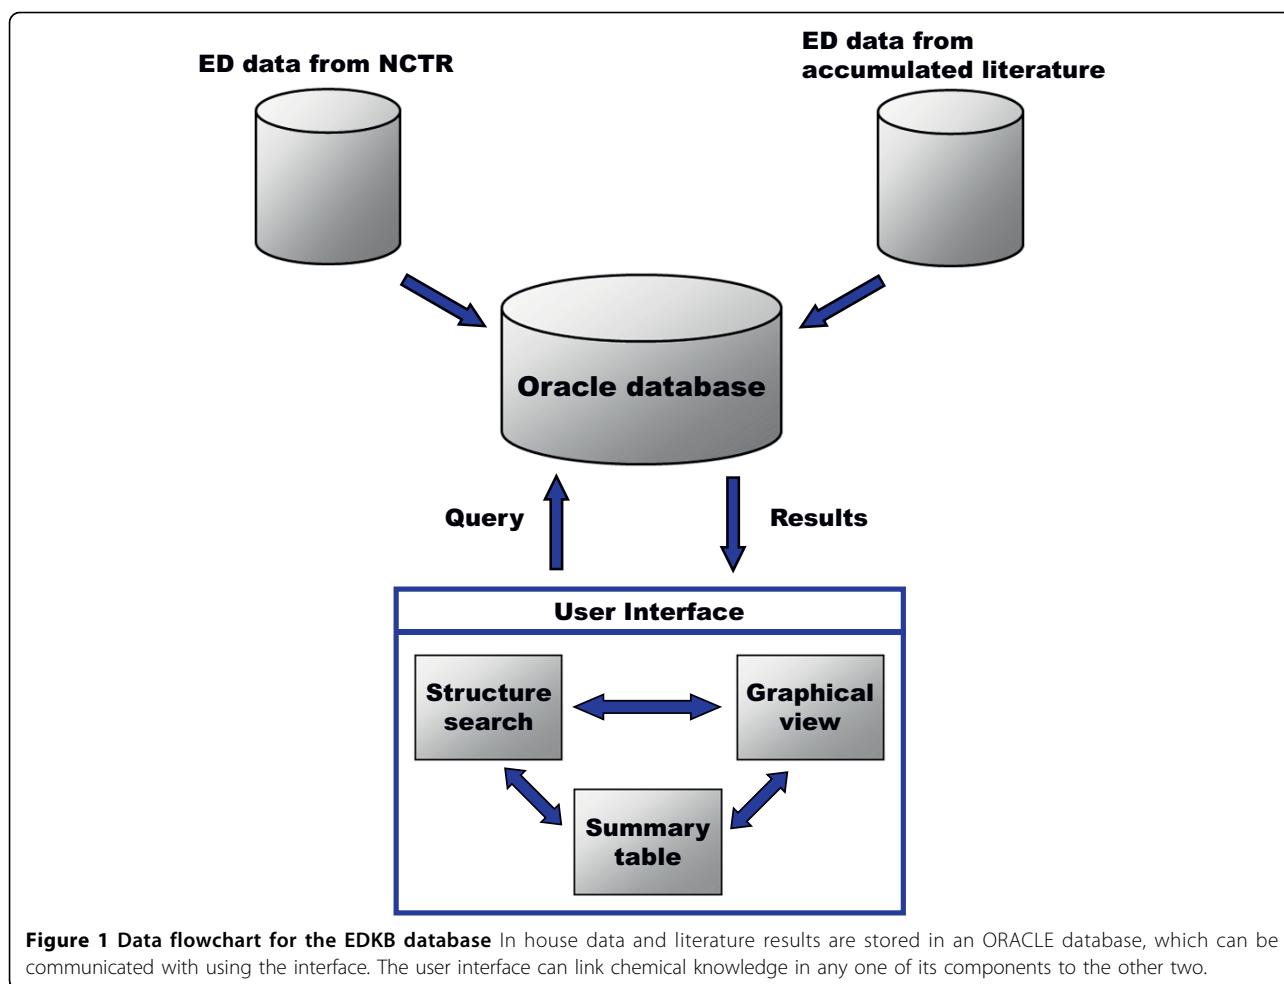 ED data from NCTR
ED data from
accumulated literature
Oracle database
Query
Results
User Interface
Structure
search
Graphical
view
Summary
table
Figure 1 Data flowchart for the EDKB database In house data and literature results are stored in an ORACLE database, which can be
communicated with using the interface. The user interface can link chemical knowledge in any one of its components to the other two.